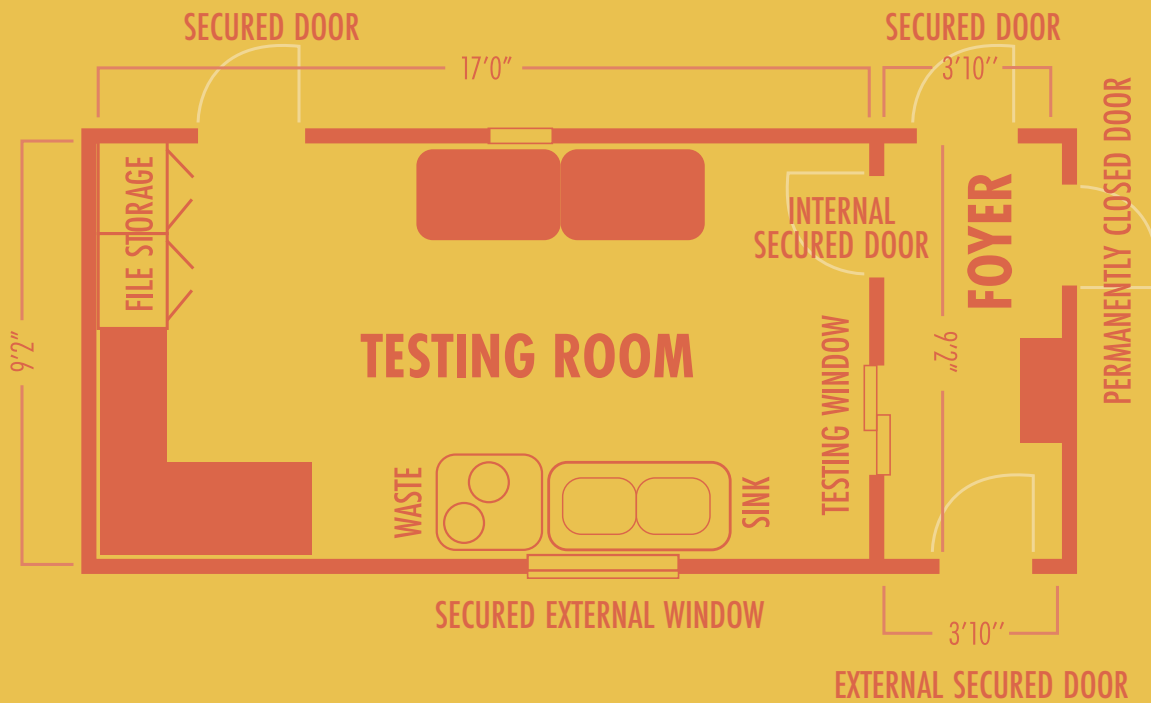 SECURED DOOR
SECURED DOOR
17'0"
3'10''
PERMANENTLY CLOSED DOOR
FILE STORAGE
INTERNAL
SECURED DOOR
FOYER
9'2"
TESTING ROOM
TESTING WINDOW
9'2"
WASTE
SINK
SECURED EXTERNAL WINDOW
3'10''
EXTERNAL SECURED DOOR